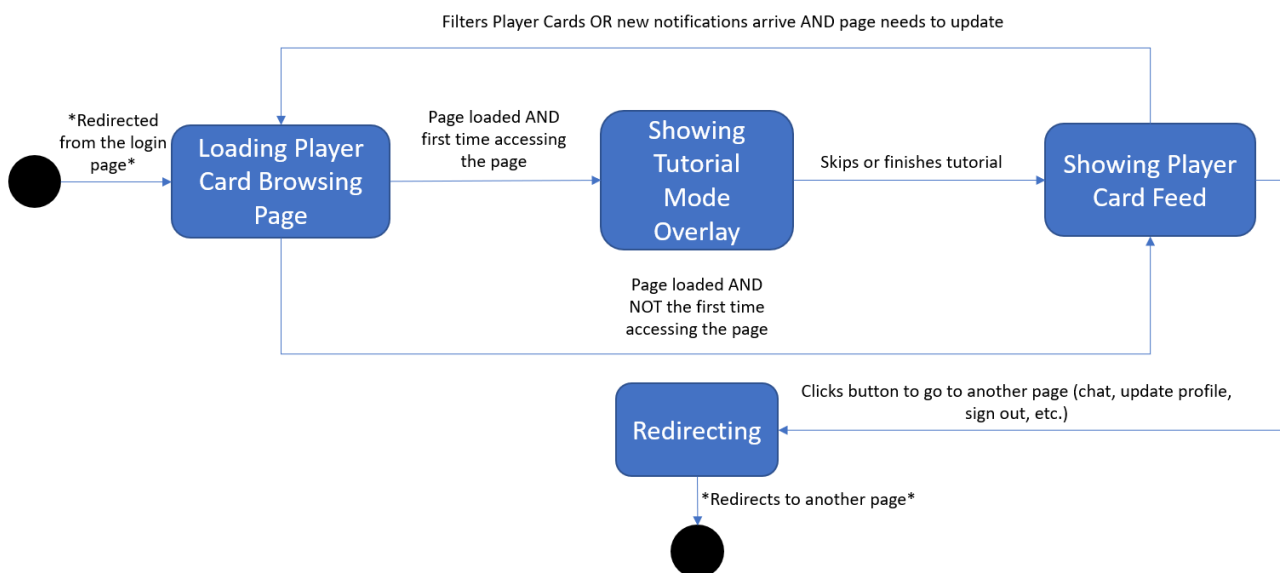 Filters Player Cards OR new notifications arrive AND page needs to update
*Redirected
from the login
page*
Loading Player
Card Browsing
Page
Page loaded AND
first time accessing
the page
Showing
Tutorial
Mode
Overlay
Skips or finishes tutorial
Showing Player
Card Feed
Page loaded AND
NOT the first time
accessing the page
Redirecting
Clicks button to go to another page (chat, update profile,
sign out, etc.)
*Redirects to another page*